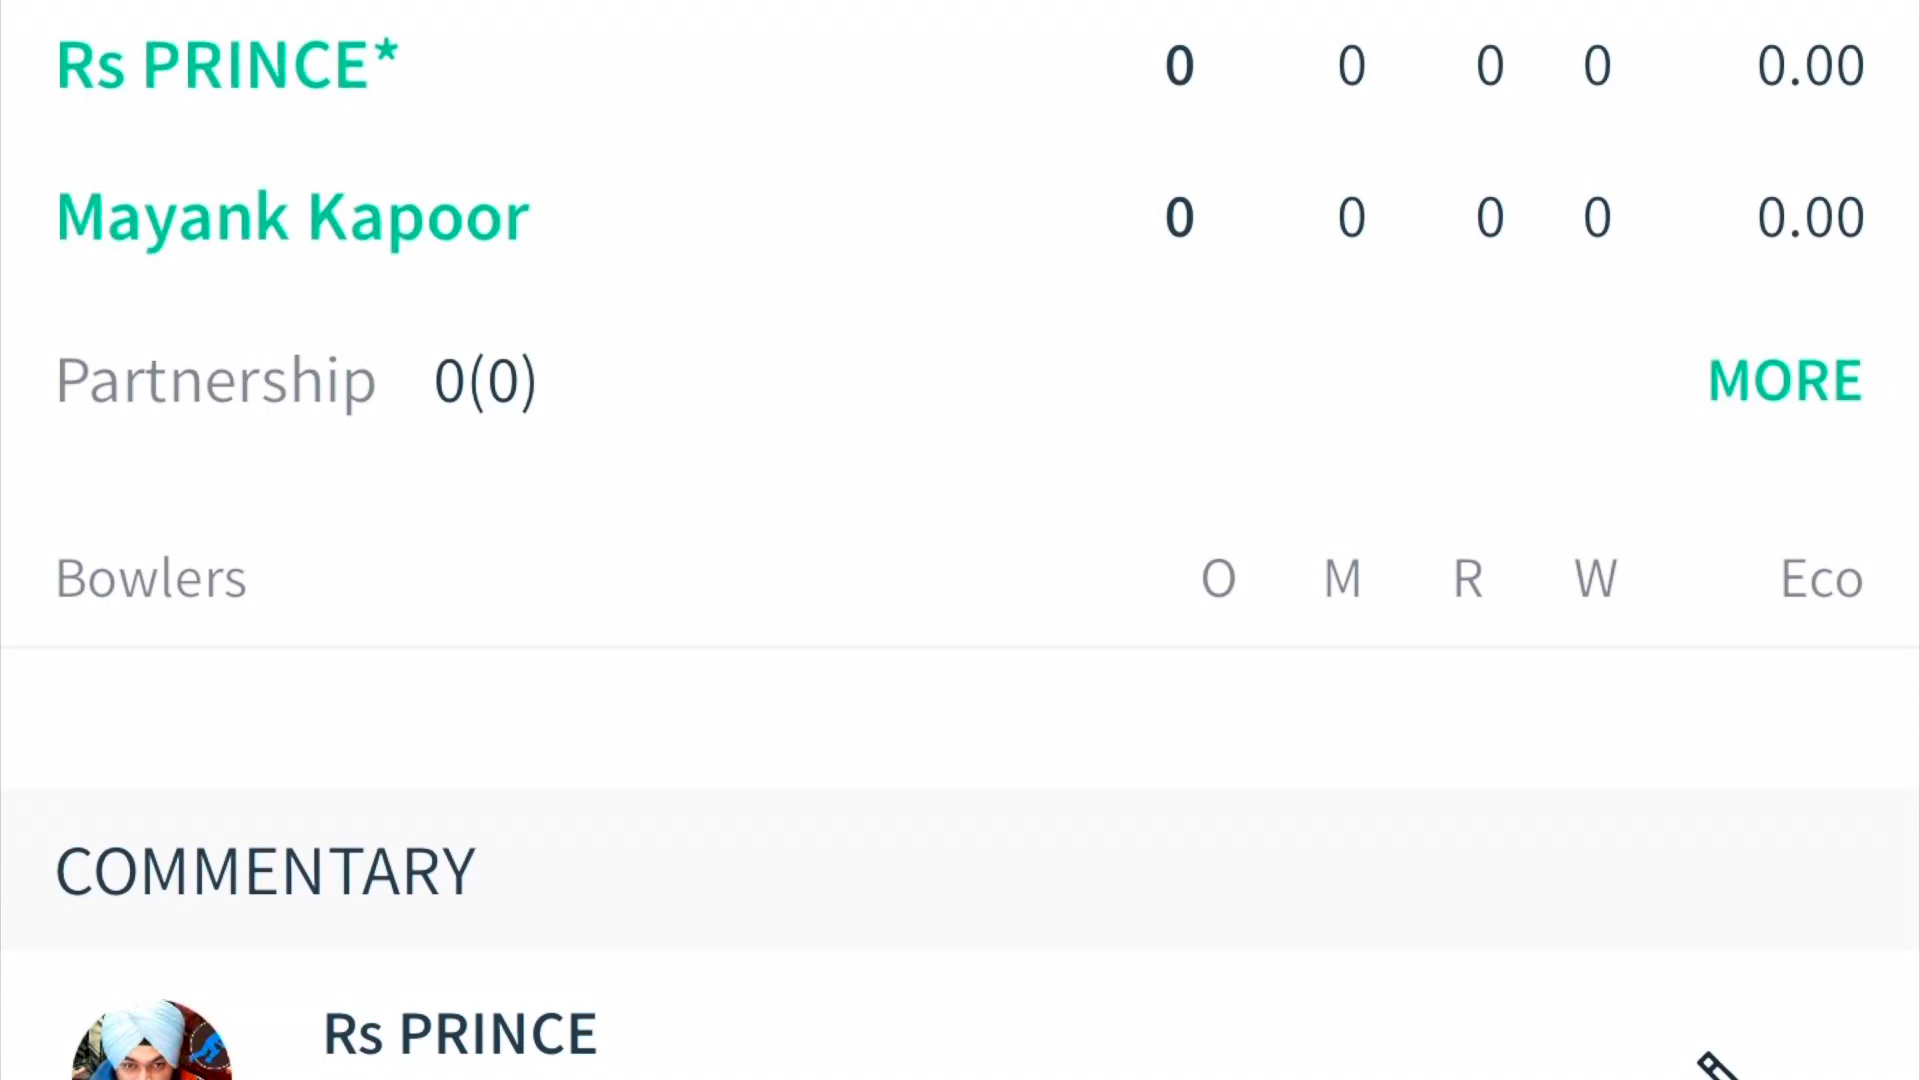 Rs PRINCE* 0 0 0 0 0.00
Mayank Kapoor 0 0 0 0 0.00
Partnership 0(0) MORE
Bowlers O M R W Eco
COMMENTARY
Rs PRINCE